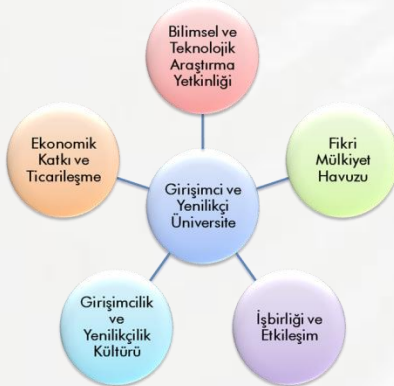 Bilimsel ve
Teknolojik
Araştırma
Yetkinliği
Ekonomik
Katkı ve
Ticarileşme
Fikri
Mülkiyet
Havuzu
Girişimci ve
Yenilikçi
Üniversite
Girişimcilik
ve
Yenilikçilik
Kültürü
İşbirliği ve
Etkileşim